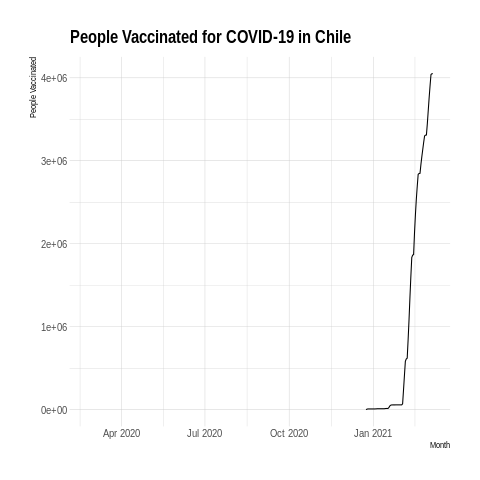 People Vaccinated for COVID-19 in Chile
People Vaccinated
4e+06
3e+06
2e+06
1e+06
0e+00
Apr 2020
Jul 2020
Oct 2020
Jan 2021
Month